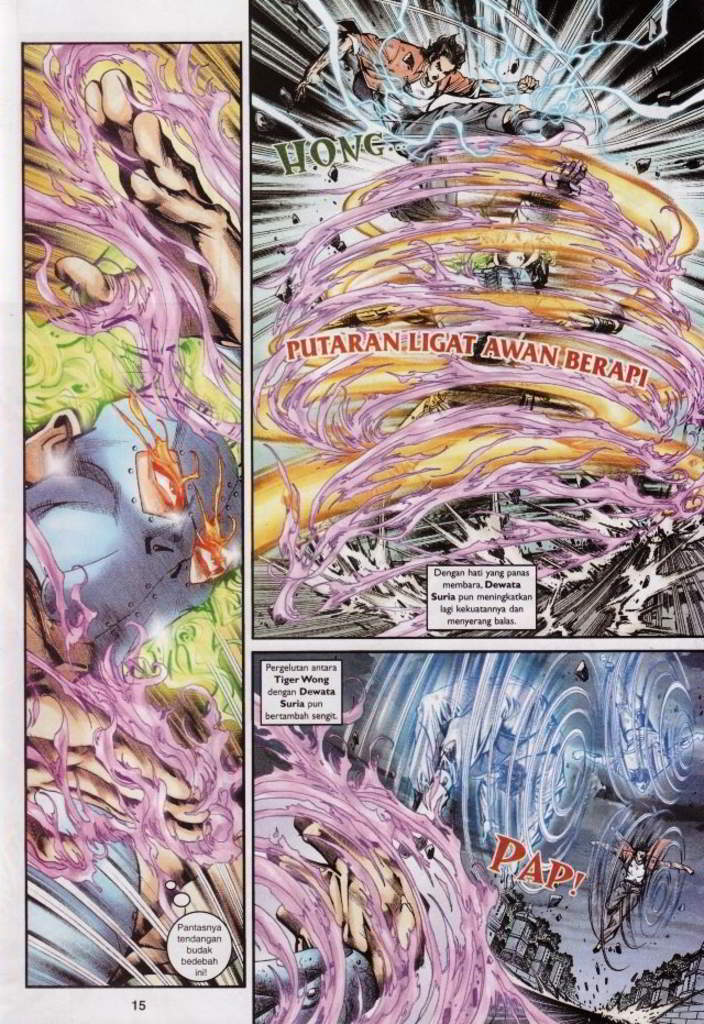 Pantasnya
tendangan
budak
bedebah
ini!
HONG
PUTARAN LIGAT AWAN BERAPI
Dengan hati yang panas
membara, Dewata
Suria pun meningkatkan
lagi kekuatannya dan
menyerang balas.
Pergelutan antara
Tiger Wong
dengan Dewata
Suria pun
bertambah sengit.
PAP!
15